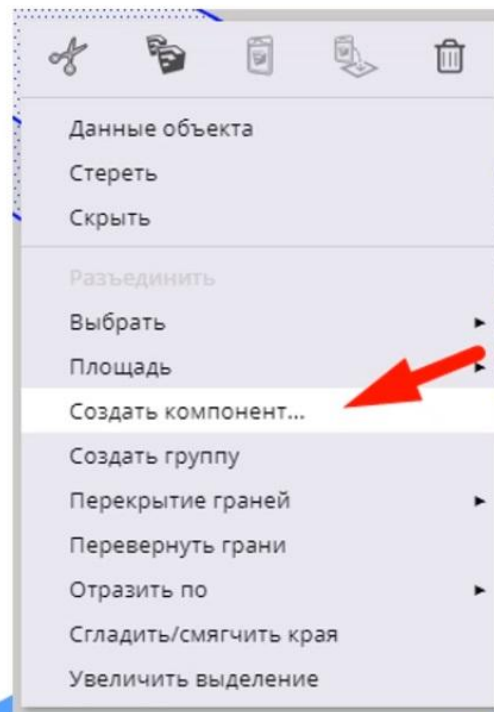 Данные объекта
Стереть
Скрыть
Разъединить
Выбрать
Площадь
Создать компонент...
Создать группу
Перекрытие граней
Перевернуть грани
Отразить по
Сгладить/смягчить края
Увеличить выделение